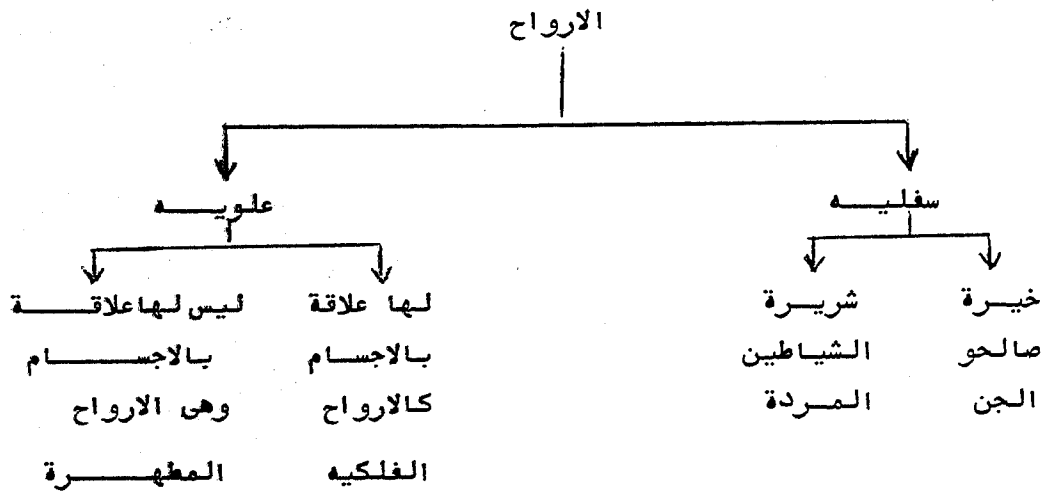 الارواح
سفليه
علويه
خيرة
صالحو
الجن
شريرة
الشياطين
المردة
لها علاقة
بالاجسام
كالارواح
الفلكيه
ليس لها علاقة
بالاجسام
وهى الارواح
المطهرة